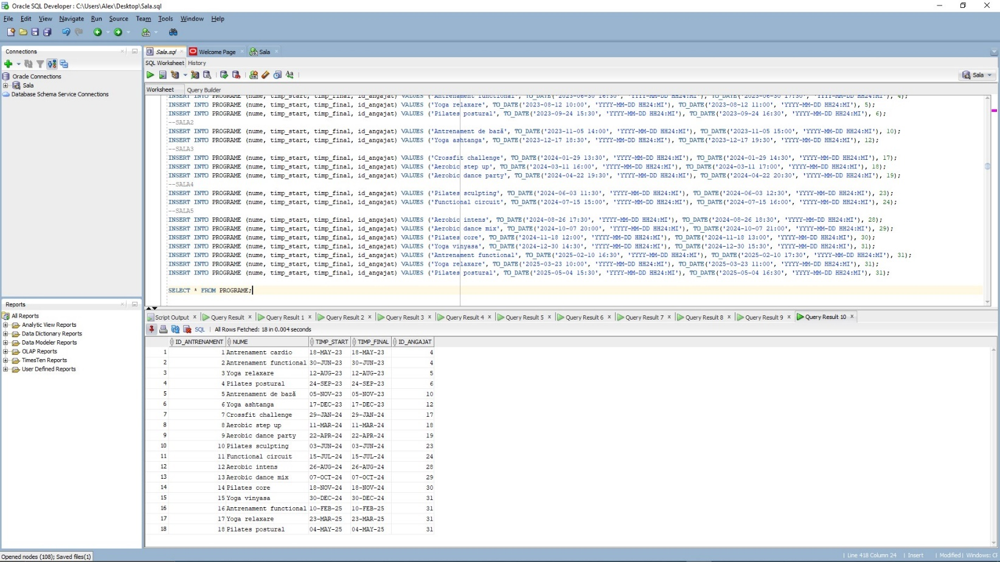 Oracle SQL Developer : C:\Users\Alex\Desktop\Sala.sql
File Edit View Navigate Run Source Team Tools Window Help
Connections
Oracle Connections
Sala
Database Schema Service Connections
Reports
All Reports
Analytic View Reports
Data Dictionary Reports
Data Modeler Reports
OLAP Reports
TimesTen Reports
User Defined Reports
Sala.sql Welcome Page Sala
SQL Worksheet History
Sala
Worksheet Query Builder
INSERT INTO PROGRAME (nume, timp_start, timp_final, id_angajat) VALUES ('Antrenament functional', TO_DATE('2023-06-30 16:30', 'YYYY-MM-DD HH24:MI'), TO_DATE('2023-06-30 17:30', 'YYYY-MM-DD HH24:MI'), 4);
INSERT INTO PROGRAME (nume, timp_start, timp_final, id_angajat) VALUES ('Yoga relaxare', TO_DATE('2023-08-12 10:00', 'YYYY-MM-DD HH24:MI'), TO_DATE('2023-08-12 11:00', 'YYYY-MM-DD HH24:MI'), 5);
INSERT INTO PROGRAME (nume, timp_start, timp_final, id_angajat) VALUES ('Pilates postural', TO_DATE('2023-09-24 15:30', 'YYYY-MM-DD HH24:MI'), TO_DATE('2023-09-24 16:30', 'YYYY-MM-DD HH24:MI'), 6);
--SALA2
INSERT INTO PROGRAME (nume, timp_start, timp_final, id_angajat) VALUES ('Antrenament de bază', TO_DATE('2023-11-05 14:00', 'YYYY-MM-DD HH24:MI'), TO_DATE('2023-11-05 15:00', 'YYYY-MM-DD HH24:MI'), 10);
INSERT INTO PROGRAME (nume, timp_start, timp_final, id_angajat) VALUES ('Yoga ashtanga', TO_DATE('2023-12-17 18:30', 'YYYY-MM-DD HH24:MI'), TO_DATE('2023-12-17 19:30', 'YYYY-MM-DD HH24:MI'), 12);
--SALA3
INSERT INTO PROGRAME (nume, timp_start, timp_final, id_angajat) VALUES ('Crossfit challenge', TO_DATE('2024-01-29 13:30', 'YYYY-MM-DD HH24:MI'), TO_DATE('2024-01-29 14:30', 'YYYY-MM-DD HH24:MI'), 17);
INSERT INTO PROGRAME (nume, timp_start, timp_final, id_angajat) VALUES ('Aerobic step up', TO_DATE('2024-03-11 16:00', 'YYYY-MM-DD HH24:MI'), TO_DATE('2024-03-11 17:00', 'YYYY-MM-DD HH24:MI'), 18);
INSERT INTO PROGRAME (nume, timp_start, timp_final, id_angajat) VALUES ('Aerobic dance party', TO_DATE('2024-04-22 19:30', 'YYYY-MM-DD HH24:MI'), TO_DATE('2024-04-22 20:30', 'YYYY-MM-DD HH24:MI'), 19);
--SALA4
INSERT INTO PROGRAME (nume, timp_start, timp_final, id_angajat) VALUES ('Pilates sculpting', TO_DATE('2024-06-03 11:30', 'YYYY-MM-DD HH24:MI'), TO_DATE('2024-06-03 12:30', 'YYYY-MM-DD HH24:MI'), 23);
INSERT INTO PROGRAME (nume, timp_start, timp_final, id_angajat) VALUES ('Functional circuit', TO_DATE('2024-07-15 15:00', 'YYYY-MM-DD HH24:MI'), TO_DATE('2024-07-15 16:00', 'YYYY-MM-DD HH24:MI'), 24);
--SALA5
INSERT INTO PROGRAME (nume, timp_start, timp_final, id_angajat) VALUES ('Aerobic intens', TO_DATE('2024-08-26 17:30', 'YYYY-MM-DD HH24:MI'), TO_DATE('2024-08-26 18:30', 'YYYY-MM-DD HH24:MI'), 28);
INSERT INTO PROGRAME (nume, timp_start, timp_final, id_angajat) VALUES ('Aerobic dance mix', TO_DATE('2024-10-07 20:00', 'YYYY-MM-DD HH24:MI'), TO_DATE('2024-10-07 21:00', 'YYYY-MM-DD HH24:MI'), 29);
INSERT INTO PROGRAME (nume, timp_start, timp_final, id_angajat) VALUES ('Pilates core', TO_DATE('2024-11-18 12:00', 'YYYY-MM-DD HH24:MI'), TO_DATE('2024-11-18 13:00', 'YYYY-MM-DD HH24:MI'), 30);
INSERT INTO PROGRAME (nume, timp_start, timp_final, id_angajat) VALUES ('Yoga vinyasa', TO_DATE('2024-12-30 14:30', 'YYYY-MM-DD HH24:MI'), TO_DATE('2024-12-30 15:30', 'YYYY-MM-DD HH24:MI'), 31);
INSERT INTO PROGRAME (nume, timp_start, timp_final, id_angajat) VALUES ('Antrenament functional', TO_DATE('2025-02-10 16:30', 'YYYY-MM-DD HH24:MI'), TO_DATE('2025-02-10 17:30', 'YYYY-MM-DD HH24:MI'), 31);
INSERT INTO PROGRAME (nume, timp_start, timp_final, id_angajat) VALUES ('Yoga relaxare', TO_DATE('2025-03-23 10:00', 'YYYY-MM-DD HH24:MI'), TO_DATE('2025-03-23 11:00', 'YYYY-MM-DD HH24:MI'), 31);
INSERT INTO PROGRAME (nume, timp_start, timp_final, id_angajat) VALUES ('Pilates postural', TO_DATE('2025-05-04 15:30', 'YYYY-MM-DD HH24:MI'), TO_DATE('2025-05-04 16:30', 'YYYY-MM-DD HH24:MI'), 31);
SELECT * FROM PROGRAME;
Script Output Query Result Query Result 1 Query Result 2 Query Result 3 Query Result 4 Query Result 5 Query Result 6 Query Result 7 Query Result 8 Query Result 9 Query Result 10
SQL | All Rows Fetched: 18 in 0.004 seconds
ID_ANTRENAMENT NUME TIMP_START TIMP_FINAL ID_ANGAJAT
1 1 Antrenament cardio 18-MAY-23 18-MAY-23 4
2 2 Antrenament functional 30-JUN-23 30-JUN-23 4
3 3 Yoga relaxare 12-AUG-23 12-AUG-23 5
4 4 Pilates postural 24-SEP-23 24-SEP-23 6
5 5 Antrenament de bază 05-NOV-23 05-NOV-23 10
6 6 Yoga ashtanga 17-DEC-23 17-DEC-23 12
7 7 Crossfit challenge 29-JAN-24 29-JAN-24 17
8 8 Aerobic step up 11-MAR-24 11-MAR-24 18
9 9 Aerobic dance party 22-APR-24 22-APR-24 19
10 10 Pilates sculpting 03-JUN-24 03-JUN-24 23
11 11 Functional circuit 15-JUL-24 15-JUL-24 24
12 12 Aerobic intens 26-AUG-24 26-AUG-24 28
13 13 Aerobic dance mix 07-OCT-24 07-OCT-24 29
14 14 Pilates core 18-NOV-24 18-NOV-24 30
15 15 Yoga vinyasa 30-DEC-24 30-DEC-24 31
16 16 Antrenament functional 10-FEB-25 10-FEB-25 31
17 17 Yoga relaxare 23-MAR-25 23-MAR-25 31
18 18 Pilates postural 04-MAY-25 04-MAY-25 31
Opened nodes (108); Saved files(1)
| Line 418 Column 24 | Insert | Modified | Windows: